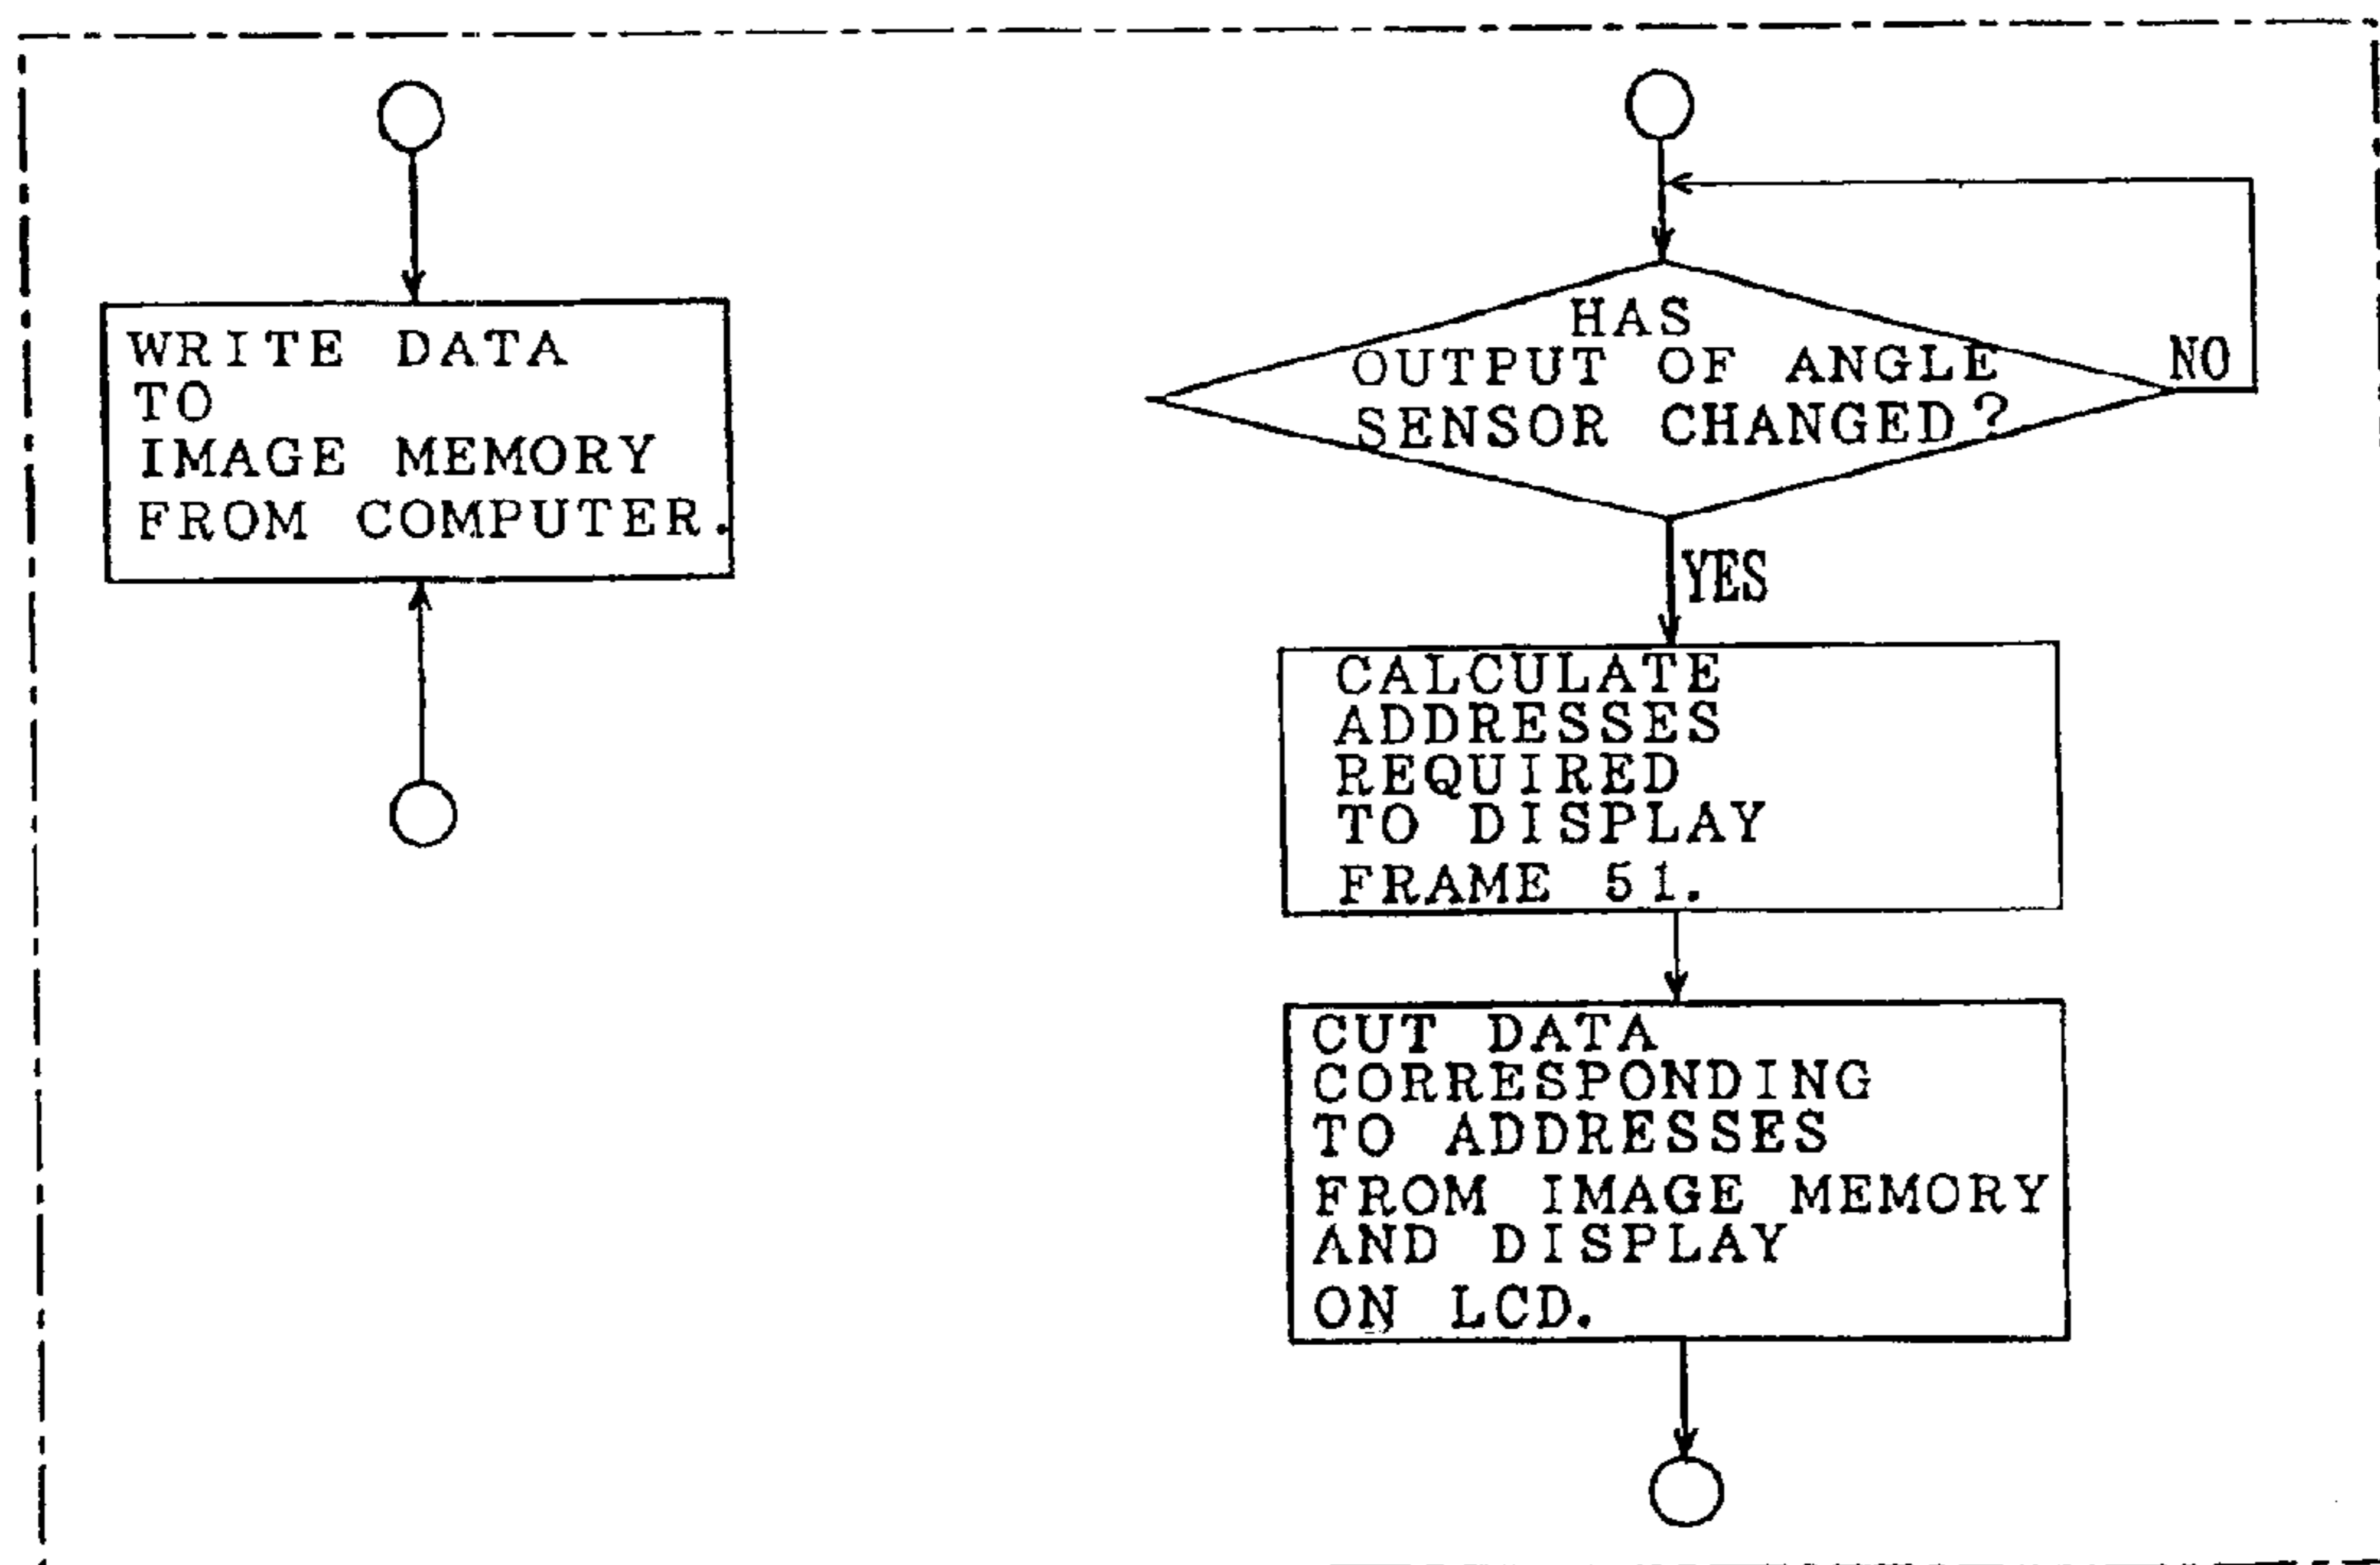 WRITE DATA
TO
IMAGE MEMORY
FROM COMPUTER.
HAS
OUTPUT OF ANGLE
SENSOR CHANGED?
NO
YES
CALCULATE
ADDRESSES
REQUIRED
TO DISPLAY
FRAME 51.
CUT DATA
CORRESPONDING
TO ADDRESSES
FROM IMAGE MEMORY
AND DISPLAY
ON LCD.